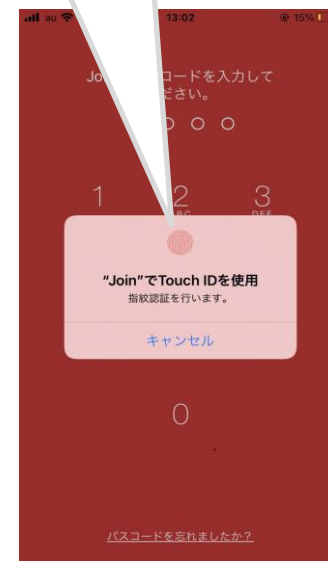 au 13:02 15%
Jo コードを入力して
ださい。
1 2 3
DEF
“Join”でTouch IDを使用
指紋認証を行います。
キャンセル
0
パスコードを忘れましたか？